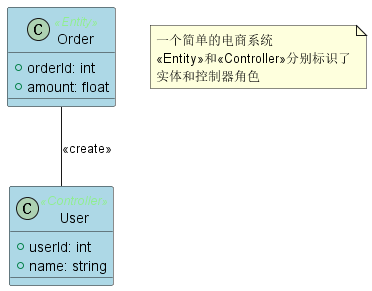 C
«Entity»
Order
orderId: int
amount: float
一个简单的电商系统
«Entity»和«Controller»分别标识了
实体和控制器角色
«create»
C
«Controller»
User
userId: int
name: string